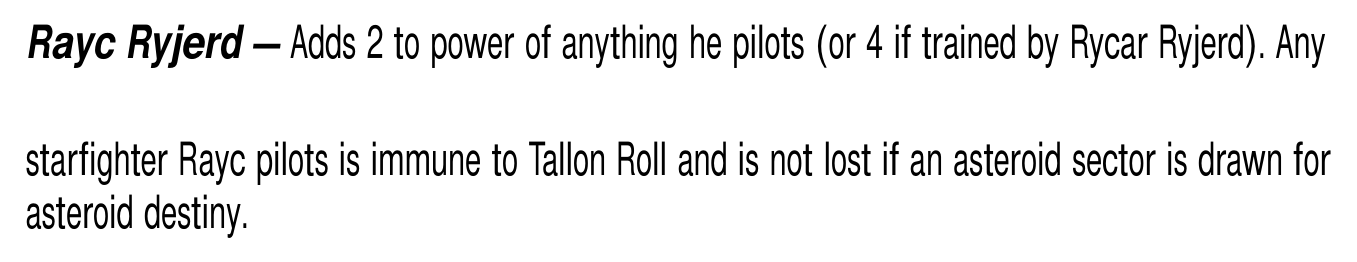 Rayc Ryjerd — Adds 2 to power of anything he pilots (or 4 if trained by Rycar Ryjerd). Any
starfighter Rayc pilots is immune to Tallon Roll and is not lost if an asteroid sector is drawn for
asteroid destiny.